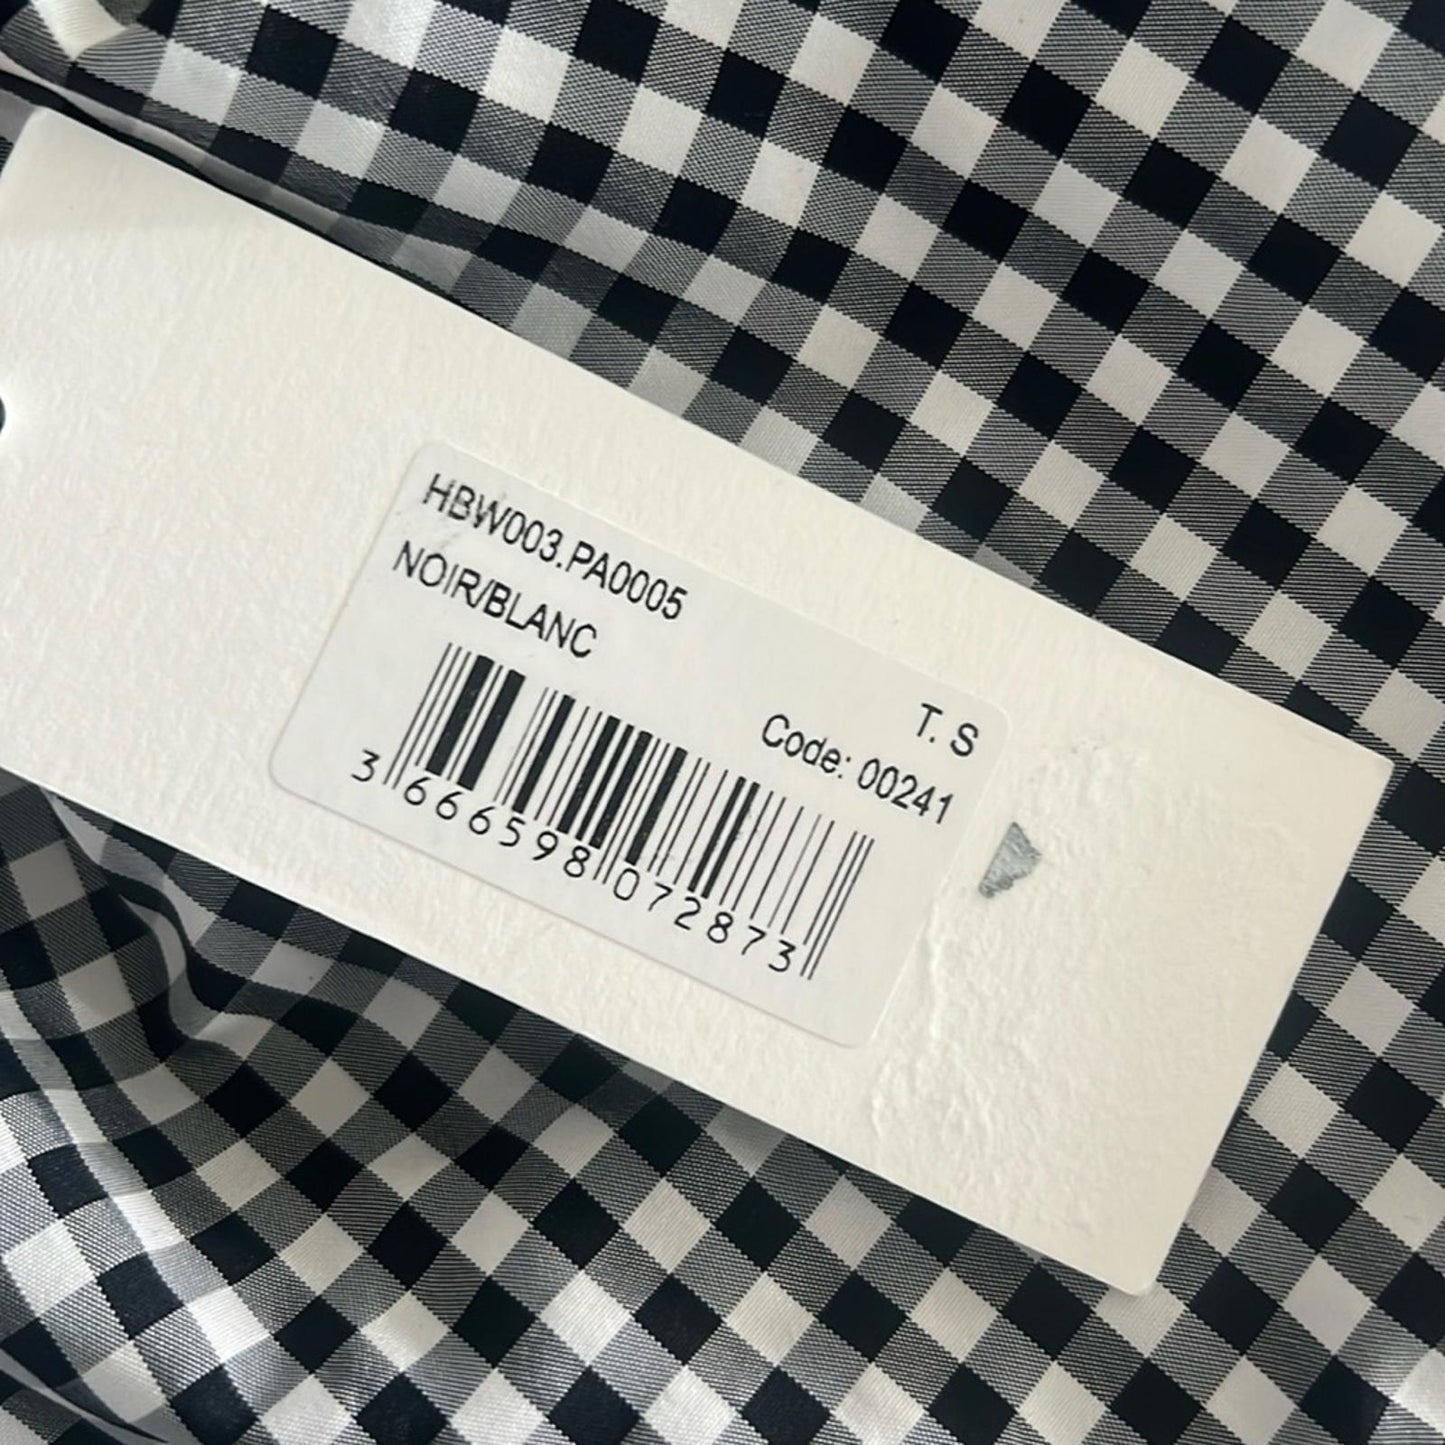 HBW003.PA0005
NOIR/BLANC
T. S
Code: 00241
3 666598 072873